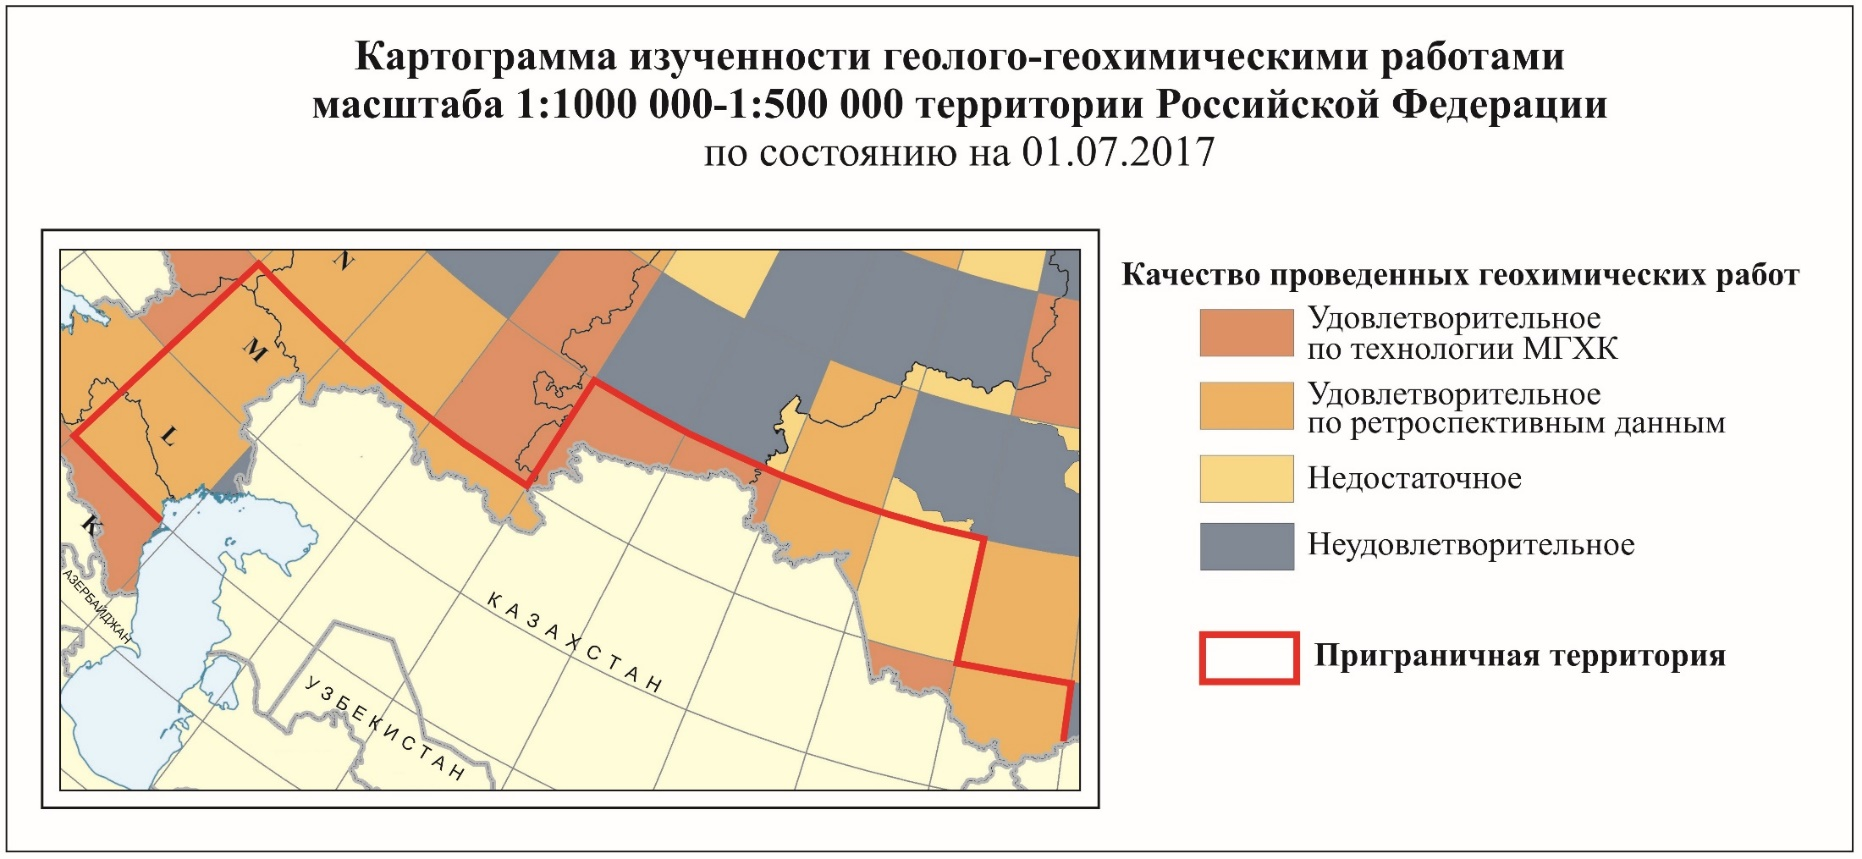 Картограмма изученности геолого-геохимическими работами
масштаба 1:1000 000-1:500 000 территории Российской Федерации
по состоянию на 01.07.2017
N
M
L
K
АЗЕРБАЙДЖАН
КАЗАХСТАН
УЗБЕКИСТАН
Качество проведенных геохимических работ
Удовлетворительное
по технологии МГХК
Удовлетворительное
по ретроспективным данным
Недостаточное
Неудовлетворительное
Приграничная территория